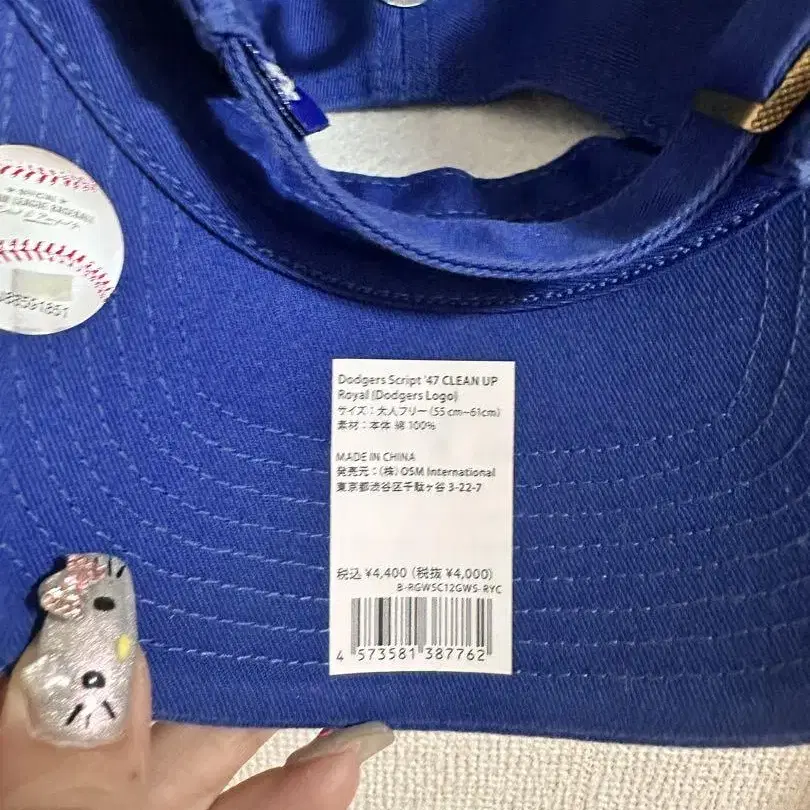 LEAGUE BASEBALL
Dodgers Script '47 CLEAN UP
Royal (Dodgers Logo)
サイズ：大人フリー (55 cm~61cm)
素材：本体 綿 100%
MADE IN CHINA
発売元：(株) OSM International
東京都渋谷区千駄ヶ谷 3-22-7
税込 ¥4,400 (税抜 ¥4,000)
B-RGWSC12GWS-RYC
4 573581 387762